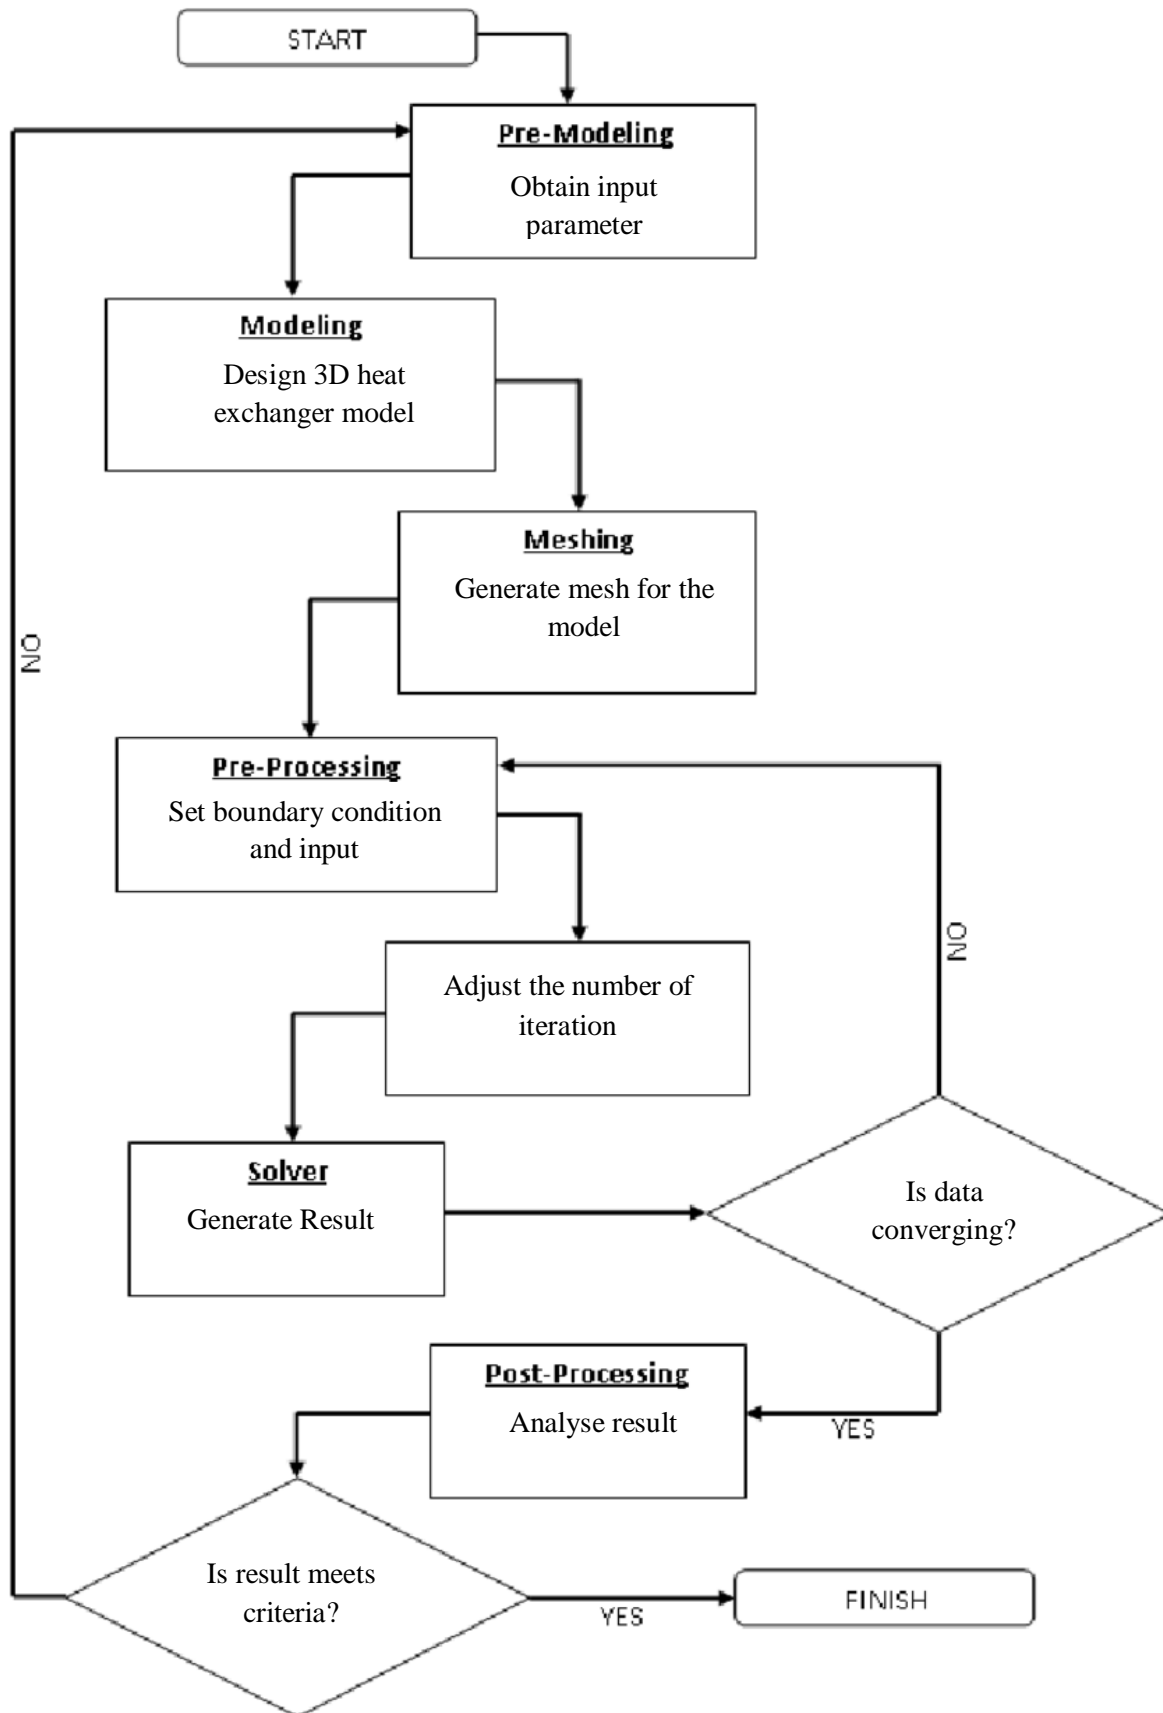 START
Pre-Modeling
Obtain input
parameter
Modeling
Design 3D heat
exchanger model
Meshing
Generate mesh for the
model
NO
Pre-Processing
Set boundary condition
and input
NO
Adjust the number of
iteration
Solver
Generate Result
Is data
converging?
Post-Processing
Analyse result
YES
Is result meets
criteria?
YES
FINISH